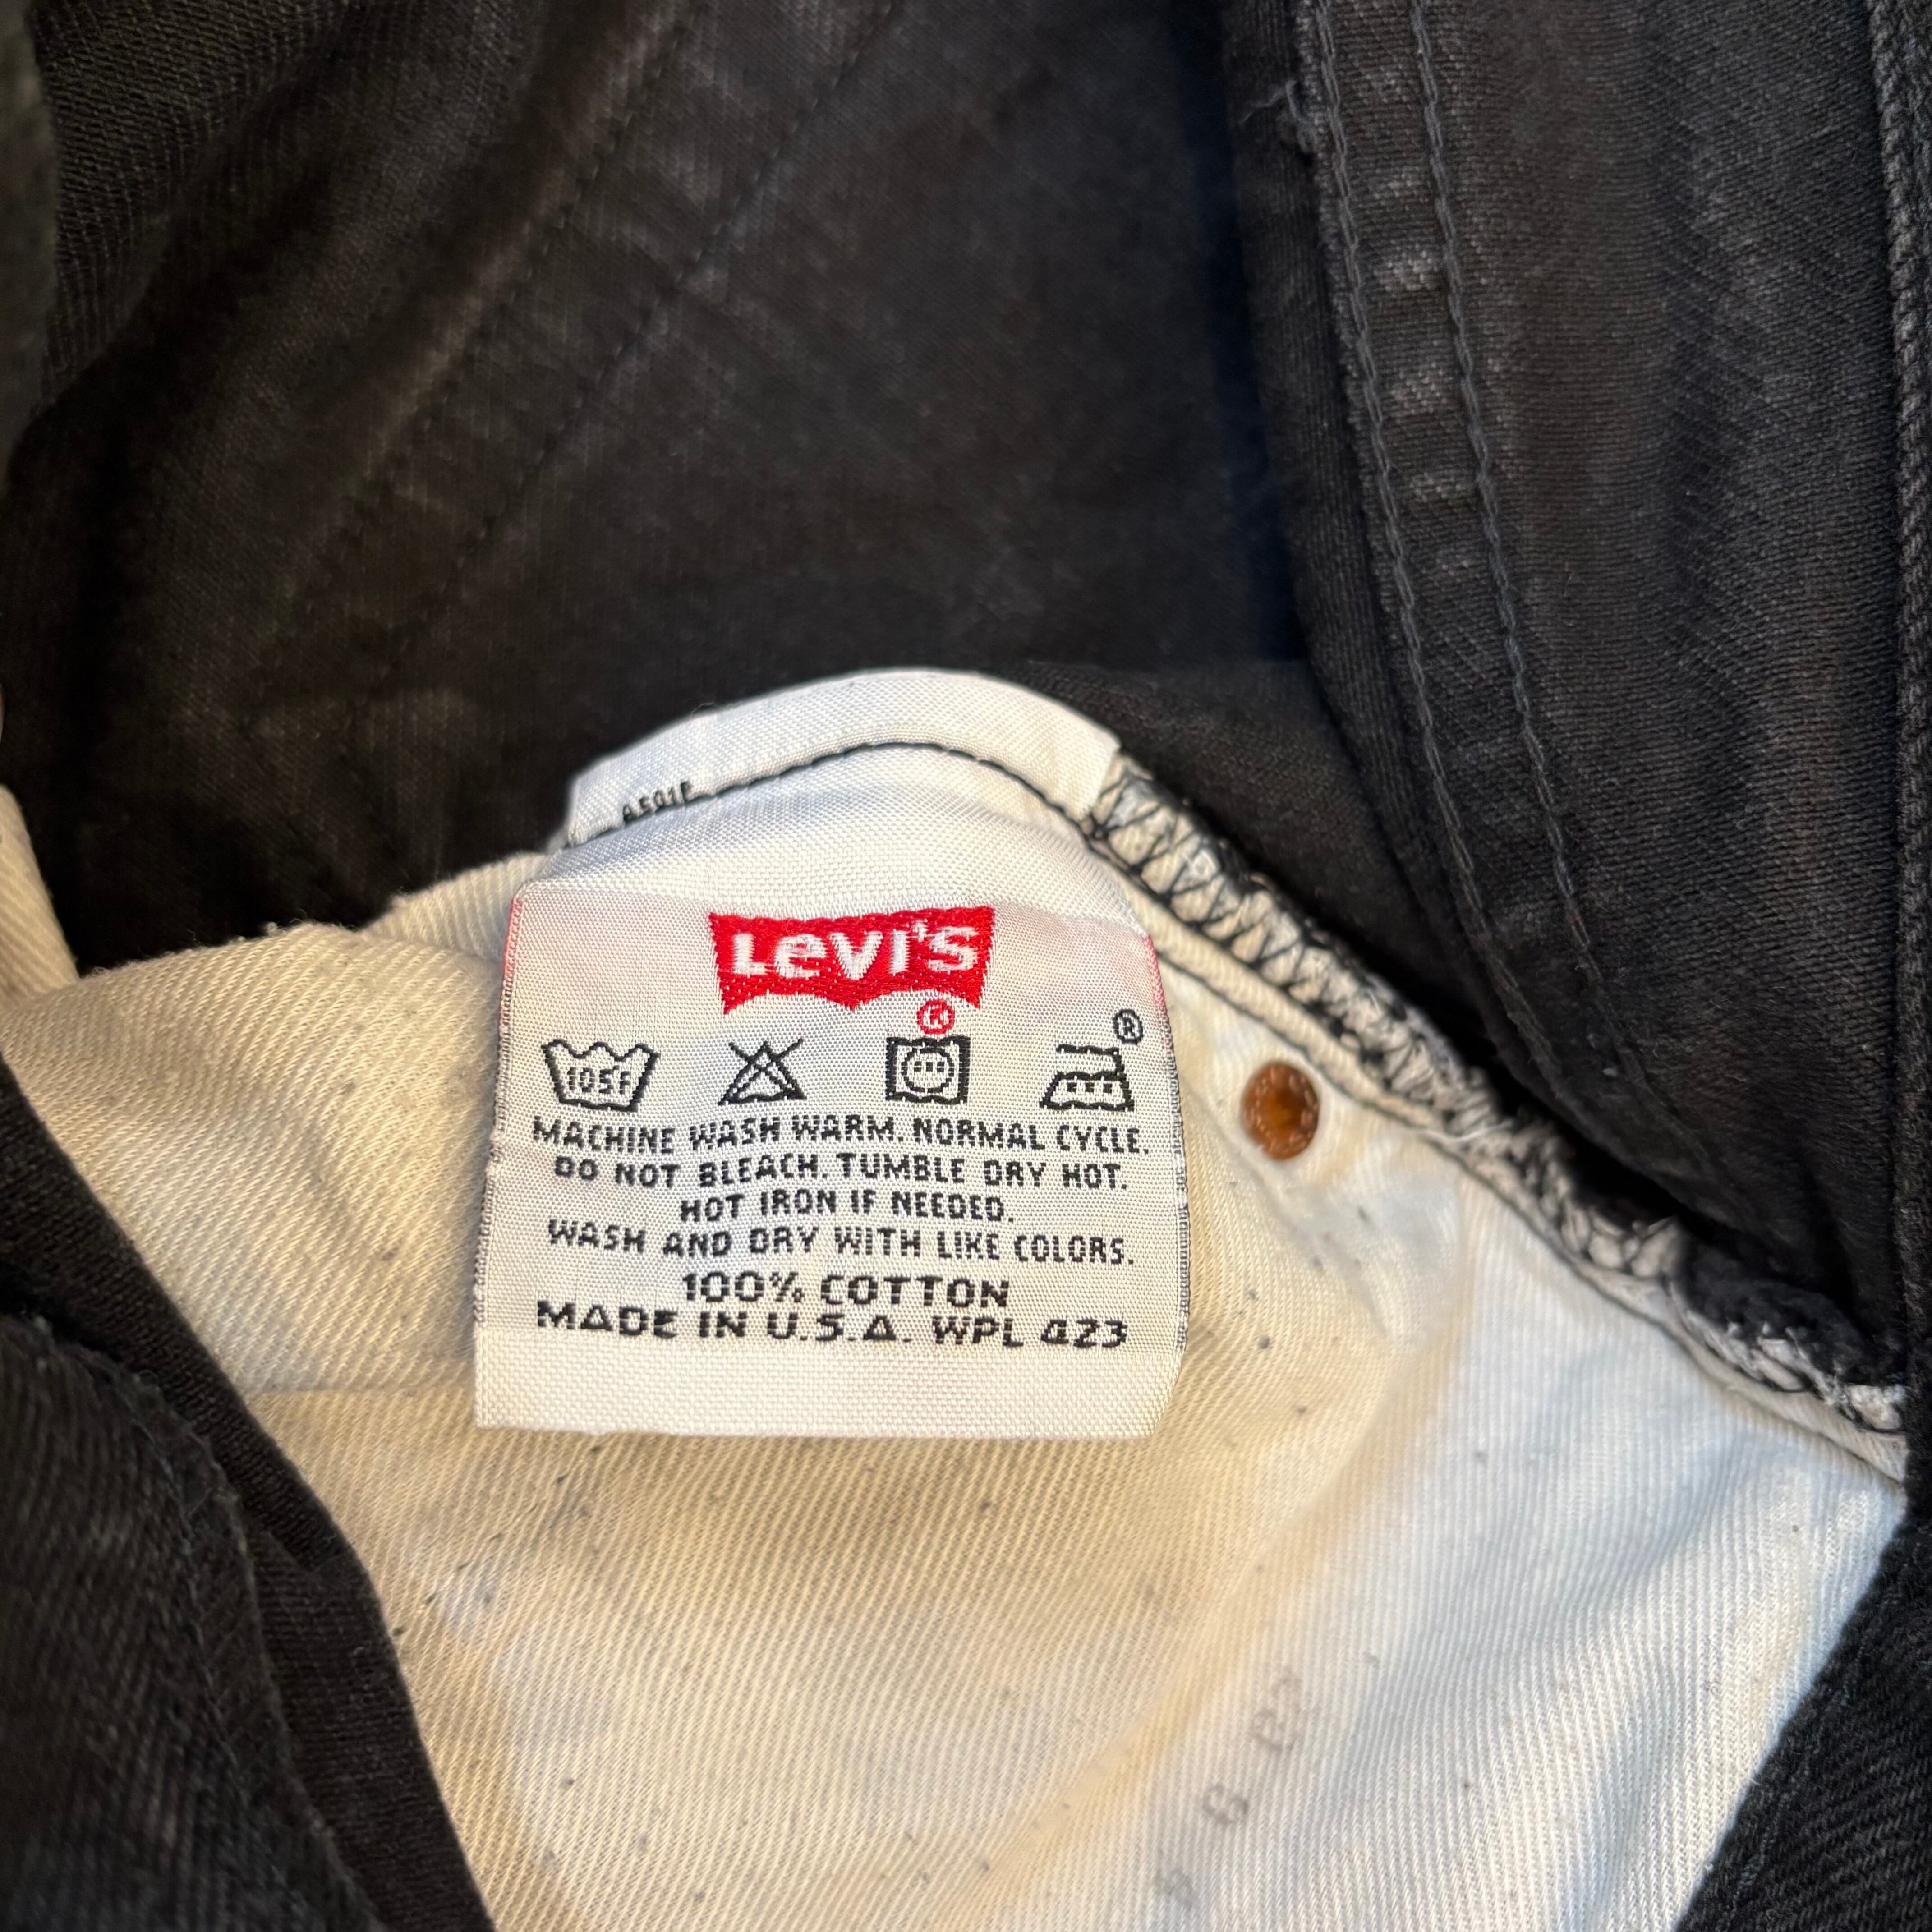 LEVI'S
®
®
105F
MACHINE WASH WARM. NORMAL CYCLE.
DO NOT BLEACH. TUMBLE DRY HOT.
HOT IRON IF NEEDED.
WASH AND DRY WITH LIKE COLORS.
100% COTTON
MADE IN U.S.A. WPL 423